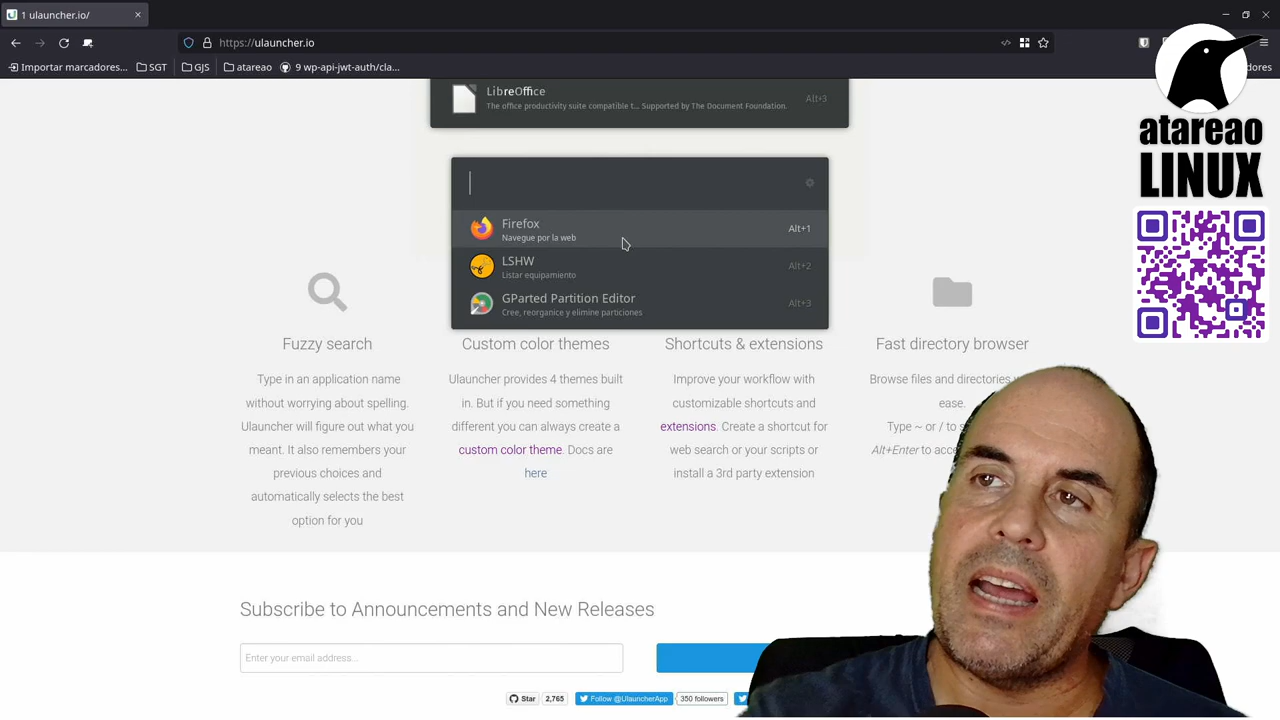 1 ulauncher.io/
https://ulauncher.io
Importar marcadores...
SGT
GJS
atareao
9 wp-api-jwt-auth/cla...
dores
atareao
LINUX
LibreOffice
The office productivity suite compatible t... Supported by The Document Foundation.
Alt+3
Firefox
Navegue por la web
Alt+1
LSHW
Listar equipamiento
Alt+2
GParted Partition Editor
Cree, reorganice y elimine particiones
Alt+3
Fuzzy search
Type in an application name
without worrying about spelling.
Ulauncher will figure out what you
meant. It also remembers your
previous choices and
automatically selects the best
option for you
Custom color themes
Ulauncher provides 4 themes built
in. But if you need something
different you can always create a
custom color theme. Docs are
here
Shortcuts & extensions
Improve your workflow with
customizable shortcuts and
extensions. Create a shortcut for
web search or your scripts or
install a 3rd party extension
Fast directory browser
Browse files and directories
ease.
Type ~ or / to
Alt+Enter to
Subscribe to Announcements and New Releases
Enter your email address...
Star
2,765
Follow @UlauncherApp
350 followers